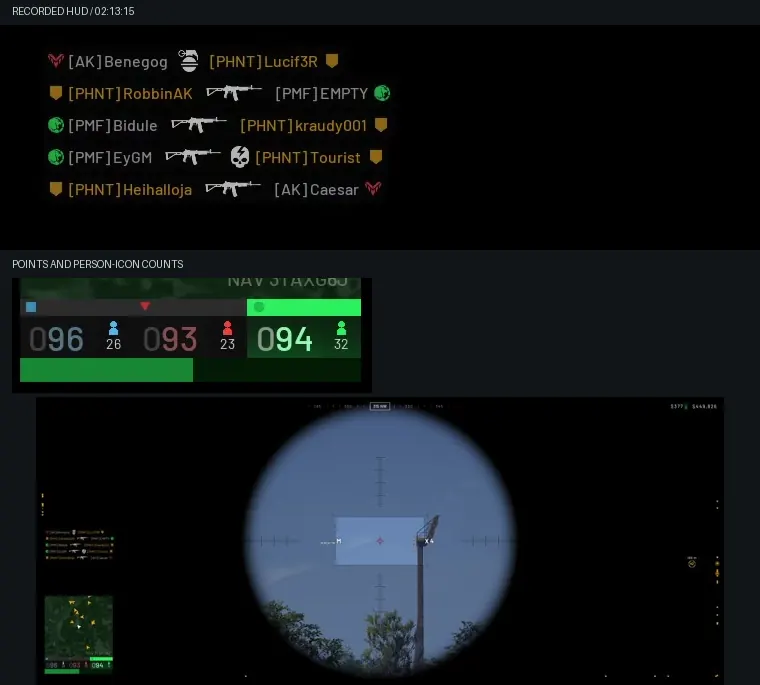 RECORDED HUD / 02:13:15
[AK] Benegog [PHNT] Lucif3R
[PHNT] RobbinAK [PMF] EMPTY
[PMF] Bidule [PHNT] kraudy001
[PMF] EyGM [PHNT] Tourist
[PHNT] Heihalloja [AK] Caesar
POINTS AND PERSON-ICON COUNTS
096 26 093 23 094 32
M X4